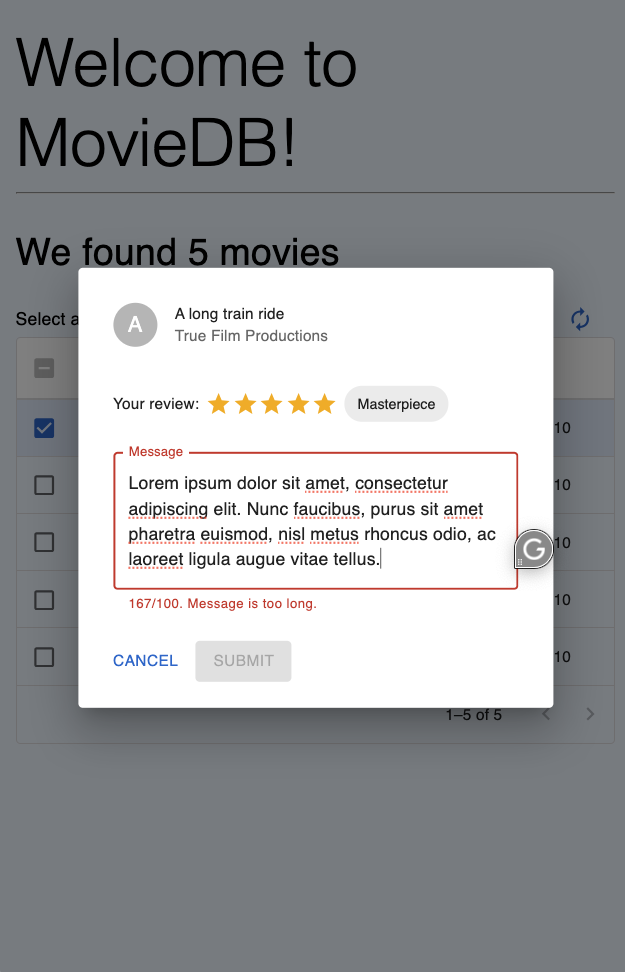 Welcome to
MovieDB!
We found 5 movies
Select a
A
A long train ride
True Film Productions
Your review:
Masterpiece
10
Message
Lorem ipsum dolor sit amet, consectetur
adipiscing elit. Nunc faucibus, purus sit amet
pharetra euismod, nisl metus rhoncus odio, ac
laoreet ligula augue vitae tellus.
10
G
10
167/100. Message is too long.
10
CANCEL
SUBMIT
10
1–5 of 5